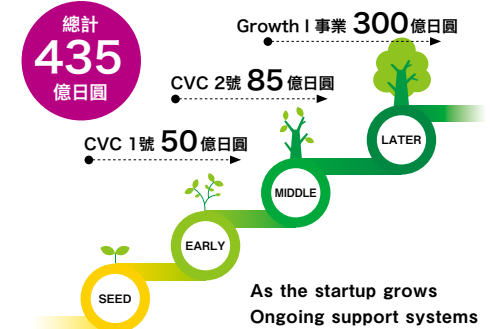 總計
435
億日圓
Growth I 事業 300億日圓
CVC 2號 85億日圓
CVC 1號 50億日圓
LATER
MIDDLE
EARLY
SEED
As the startup grows
Ongoing support systems